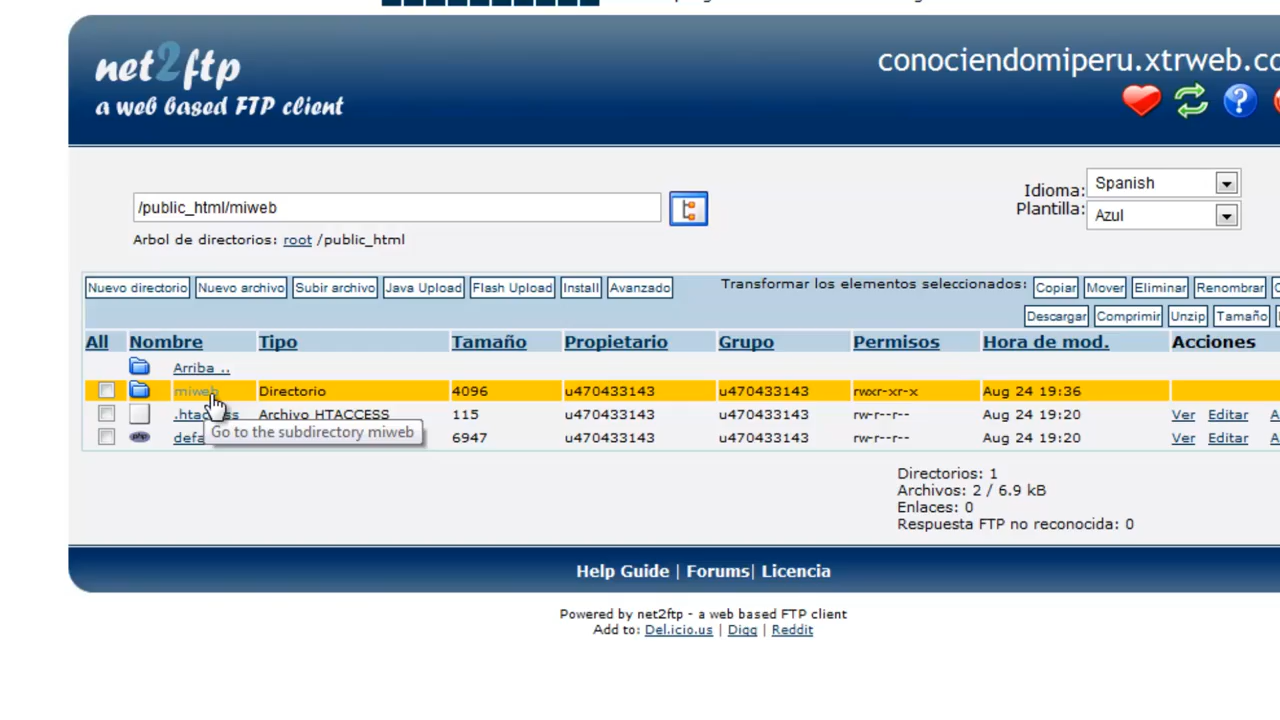 net2ftp
a web based FTP client
conociendomiperu.xtrweb.co
/public_html/miweb
Arbol de directorios: root /public_html
Idioma: Spanish
Plantilla: Azul
Nuevo directorio Nuevo archivo Subir archivo Java Upload Flash Upload Install Avanzado
Transformar los elementos seleccionados: Copiar Mover Eliminar Renombrar
Descargar Comprimir Unzip Tamaño
All Nombre Tipo Tamaño Propietario Grupo Permisos Hora de mod. Acciones
Arriba ..
miweb Directorio 4096 u470433143 u470433143 rwxr-xr-x Aug 24 19:36
Archivo HTACCESS 115 u470433143 u470433143 rw-r--r-- Aug 24 19:20 Ver Editar
Go to the subdirectory miweb
defa 6947 u470433143 u470433143 rw-r--r-- Aug 24 19:20 Ver Editar
Directorios: 1
Archivos: 2 / 6.9 kB
Enlaces: 0
Respuesta FTP no reconocida: 0
Help Guide | Forums| Licencia
Powered by net2ftp - a web based FTP client
Add to: Del.icio.us | Digg | Reddit